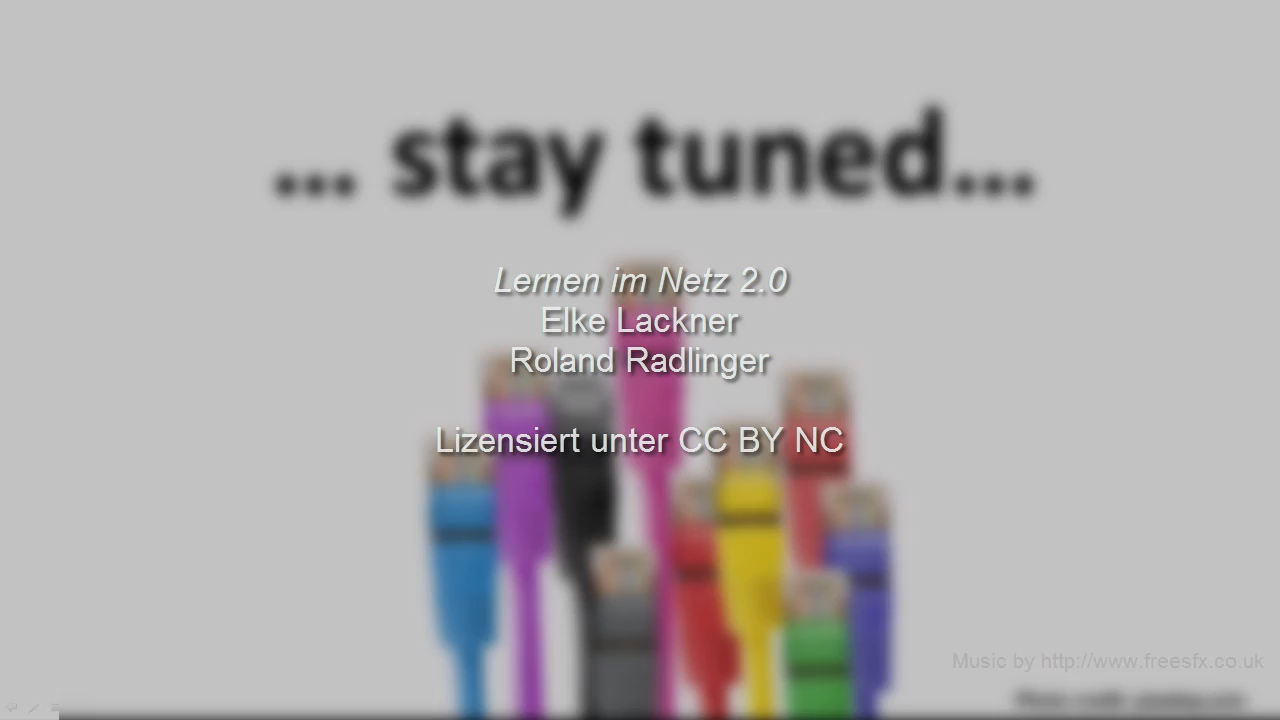 ... stay tuned...
Lernen im Netz 2.0
Elke Lackner
Roland Radlinger
Lizensiert unter CC BY NC
Music by http://www.freesfx.co.uk